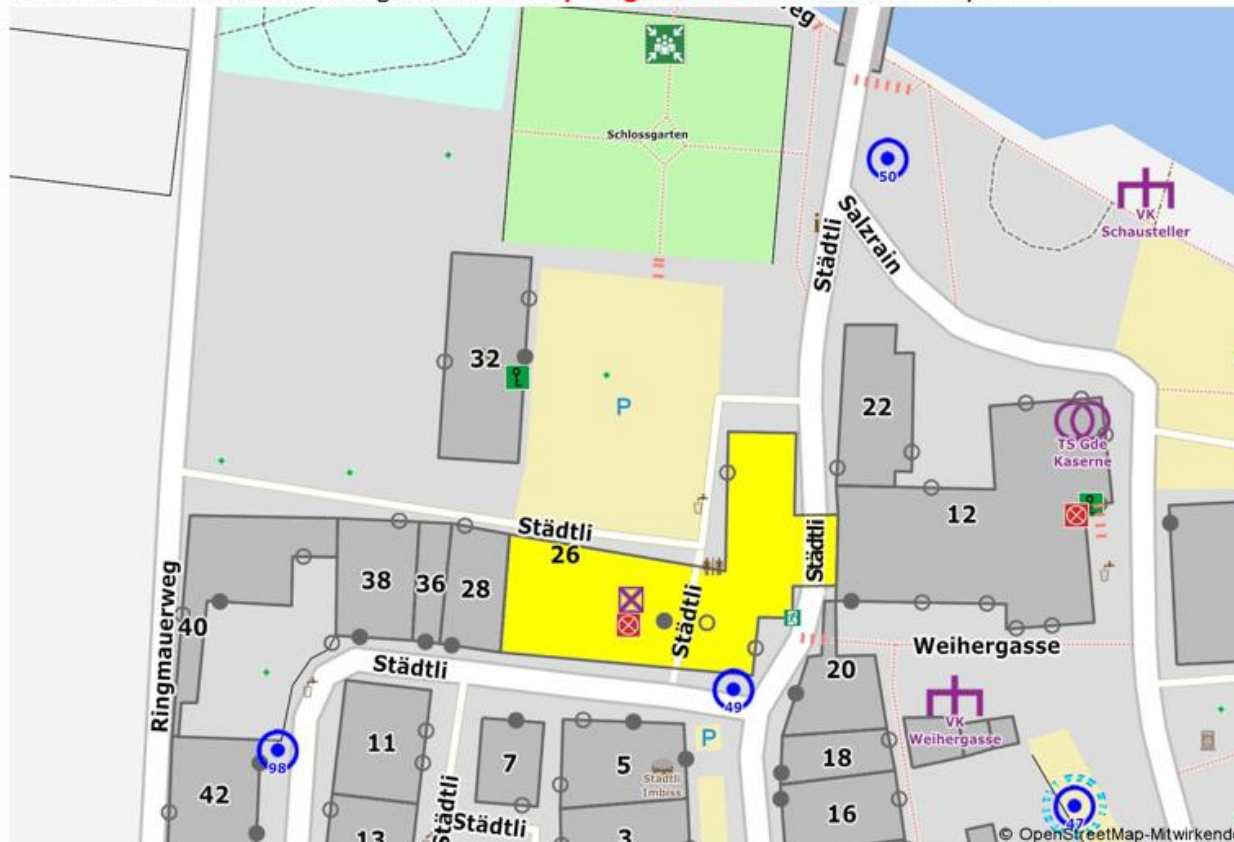 Schlossgarten
50
VK
Schausteller
Salzrain
Städtli
32
P
22
TS Gde
Kaserne
12
Städtli
26
Städtli
38
36
28
40
Ringmauerweg
Städtli
Weihergasse
Städtli
20
49
VK
Weihergasse
98
11
7
5
P
18
Städtli
Imbiss
42
Städtli
16
47
13
Städtli
3
© OpenStreetMap-Mitwirkende